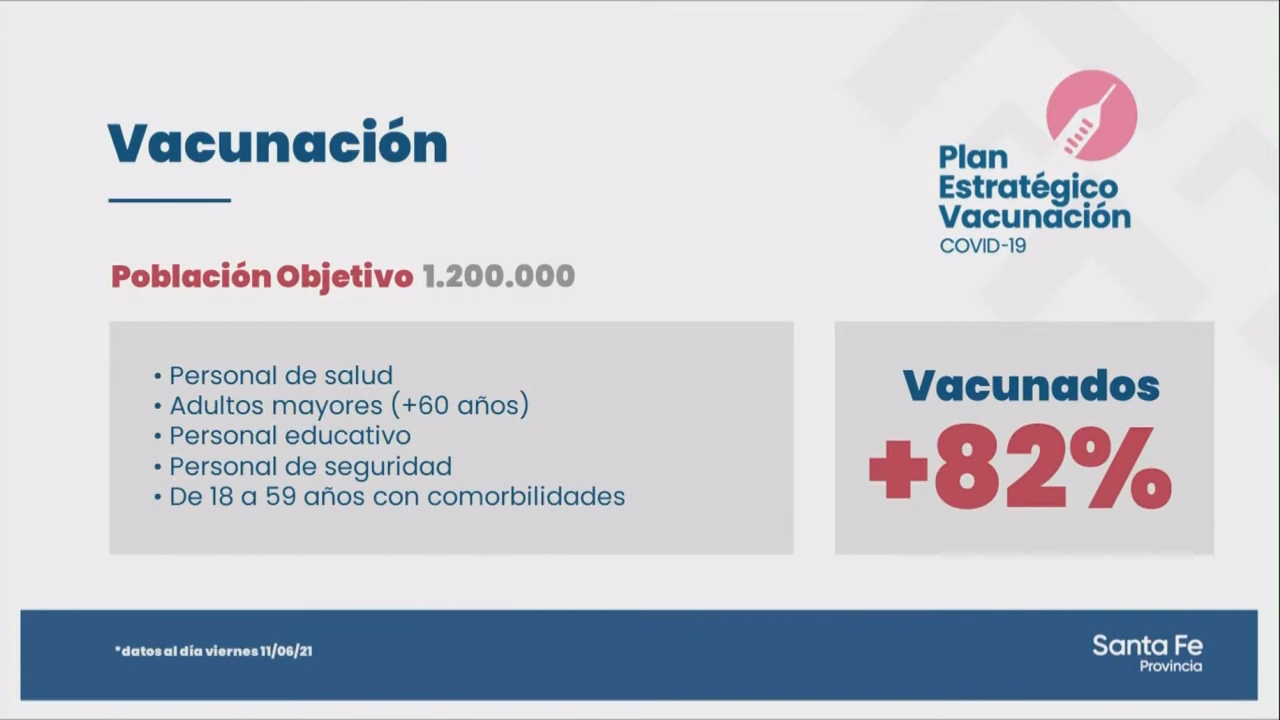 Vacunación
Plan
Estratégico
Vacunación
COVID-19
Población Objetivo 1.200.000
• Personal de salud
• Adultos mayores (+60 años)
• Personal educativo
• Personal de seguridad
• De 18 a 59 años con comorbilidades
Vacunados
+82%
*datos al día viernes 11/06/21
Santa Fe
Provincia